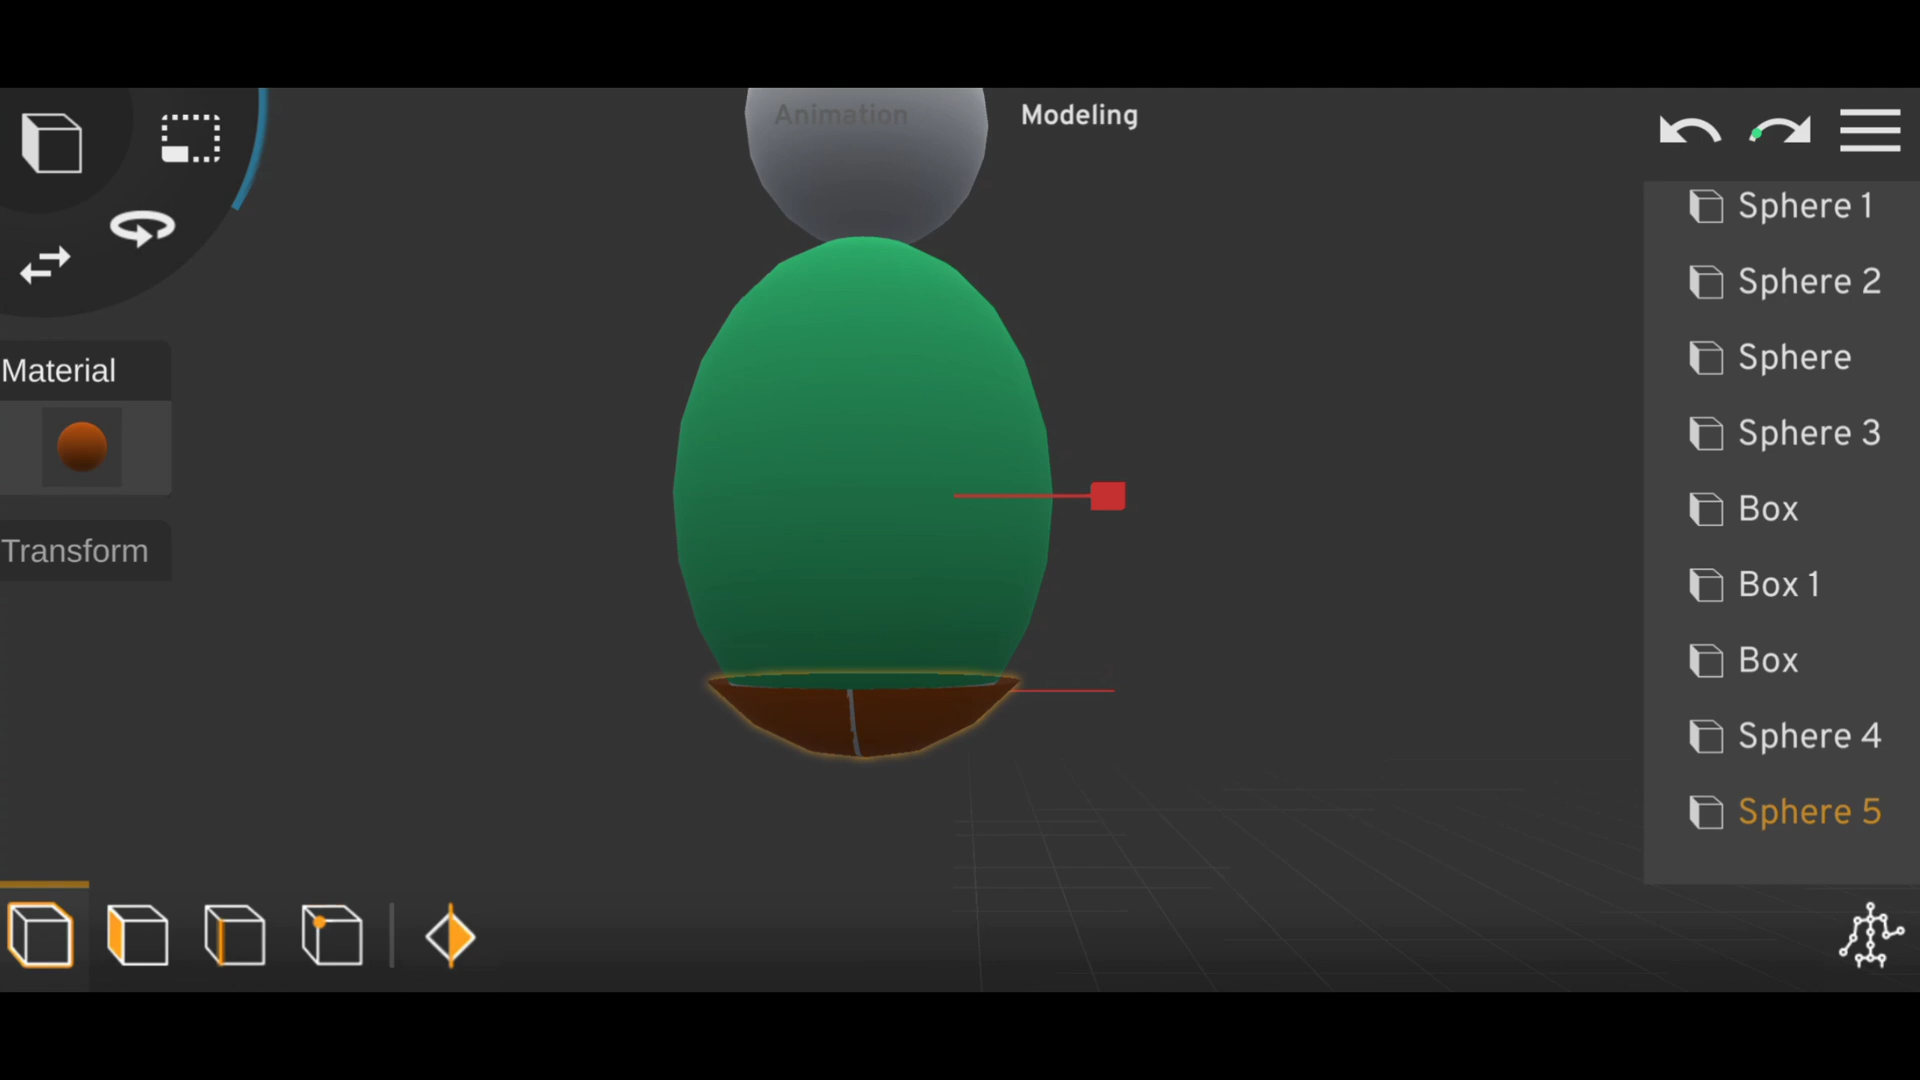 Animation
Modeling
Material
Transform
Sphere 1
Sphere 2
Sphere
Sphere 3
Box
Box 1
Box
Sphere 4
Sphere 5